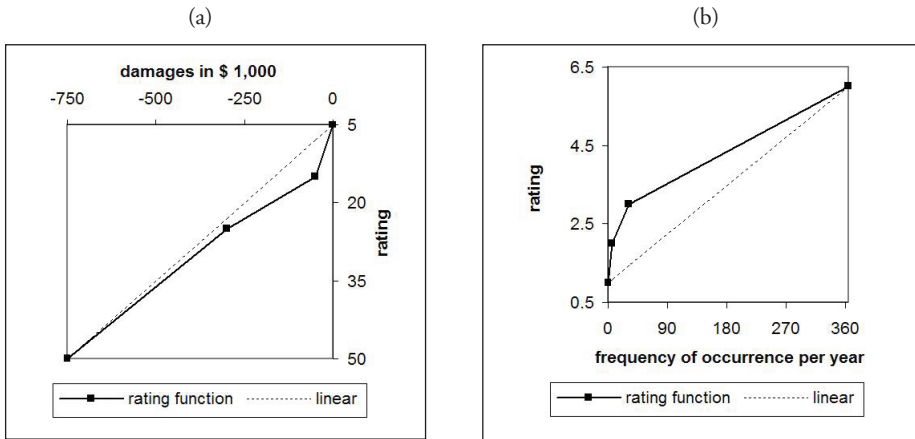 (a)
damages in $ 1,000
-750 -500 -250 0
5
20
35
50
rating
rating function linear
(b)
6.5
4.5
2.5
0.5
rating
0 90 180 270 360
frequency of occurrence per year
rating function linear